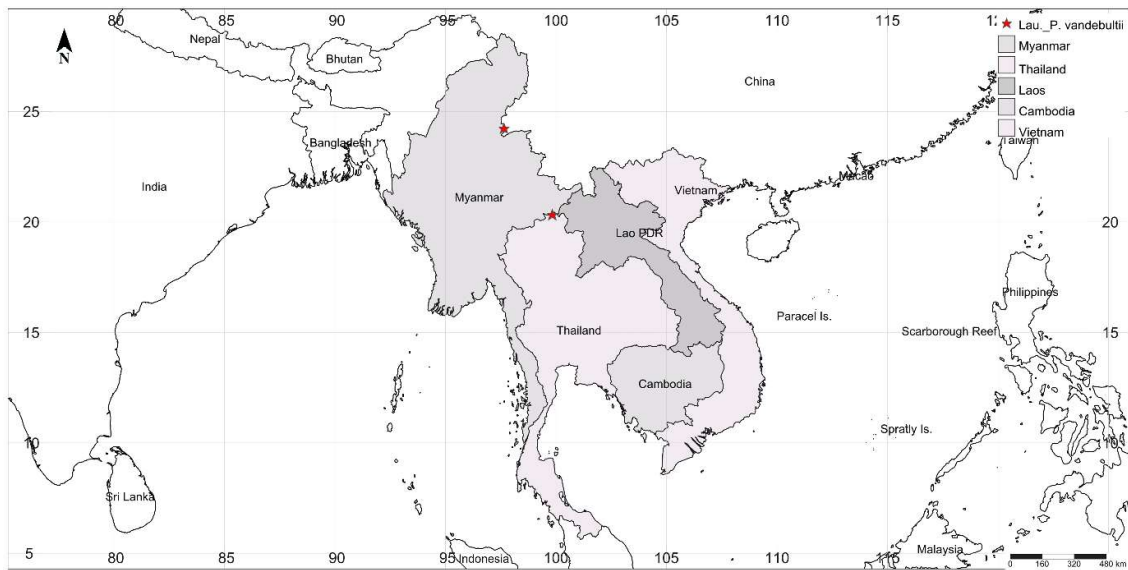 80 85 90 95 100 105 110 115
Lau._P. vandebultii
Myanmar
Thailand
Laos
Cambodia
Vietnam
N
Nepal
Bhutan
China
25
Bangladesh
Taiwan
India
Macao
Myanmar
Vietnam
20 20
Lao PDR
Philippines
Paracel Is.
15 Thailand Scarborough Reef 15
Cambodia
10 Spratly Is. 10
Sri Lanka
5
Indonesia
Malaysia
80 85 90 95 100 105 110 115
0 160 320 480 km